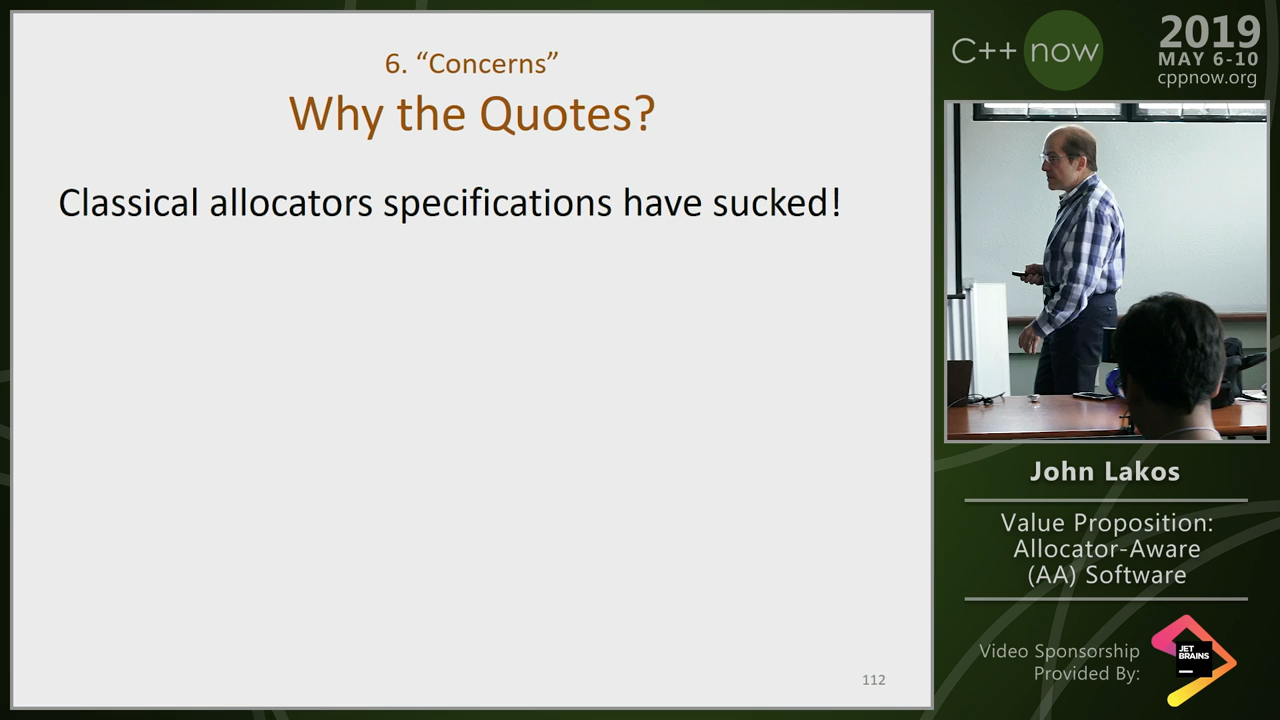 6. “Concerns”
Why the Quotes?
Classical allocators specifications have sucked!
112
C++ now
2019
MAY 6-10
cppnow.org
John Lakos
Value Proposition:
Allocator-Aware
(AA) Software
Video Sponsorship
Provided By:
JET
BRAINS